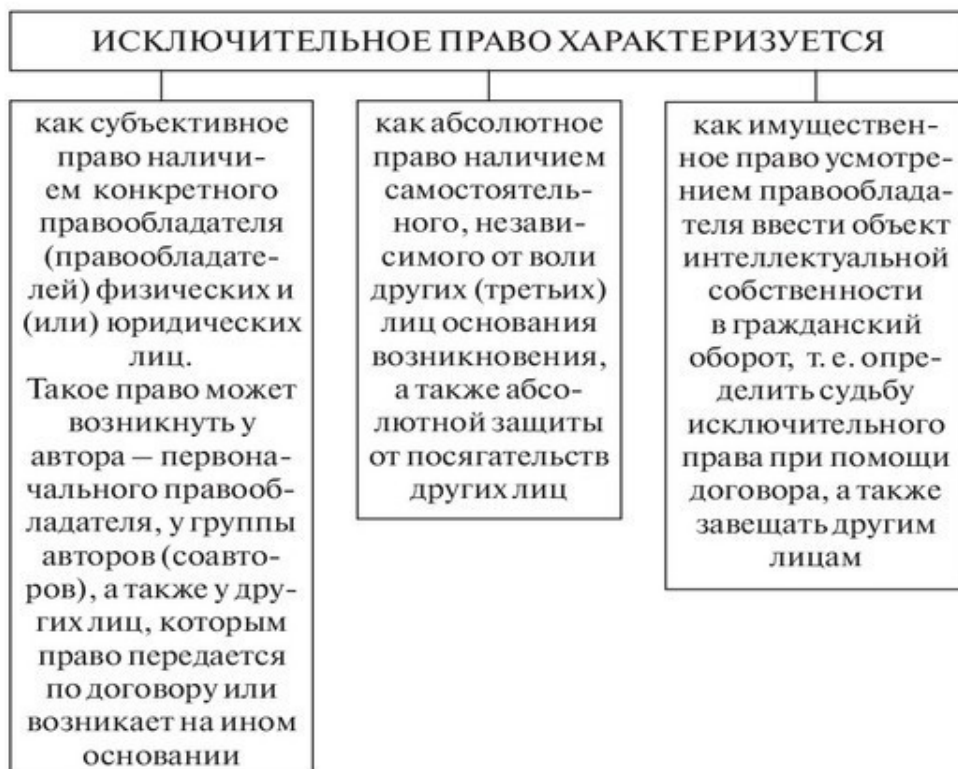 ИСКЛЮЧИТЕЛЬНОЕ ПРАВО ХАРАКТЕРИЗУЕТСЯ
как субъективное
право наличи-
ем конкретного
правообладателя
(правообладате-
лей) физических и
(или) юридических
лиц.
Такое право может
возникнуть у
автора – первона-
чального правооб-
ладателя, у группы
авторов (соавто-
ров), а также у дру-
гих лиц, которым
право передается
по договору или
возникает на ином
основании
как абсолютное
право наличием
самостоятель-
ного, незави-
симого от воли
других (третьих)
лиц основания
возникновения,
а также абсо-
лютной защиты
от посягательств
других лиц
как имуществен-
ное право усмотре-
нием правооблада-
теля ввести объект
интеллектуальной
собственности
в гражданский
оборот, т. е. опре-
делить судьбу
исключительного
права при помощи
договора, а также
завещать другим
лицам